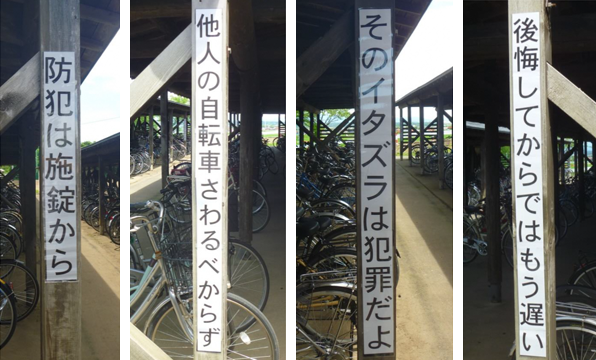 防犯は施錠から
他人の自転車さわるべからず
そのイタズラは犯罪だよ
後悔してからではもう遅い